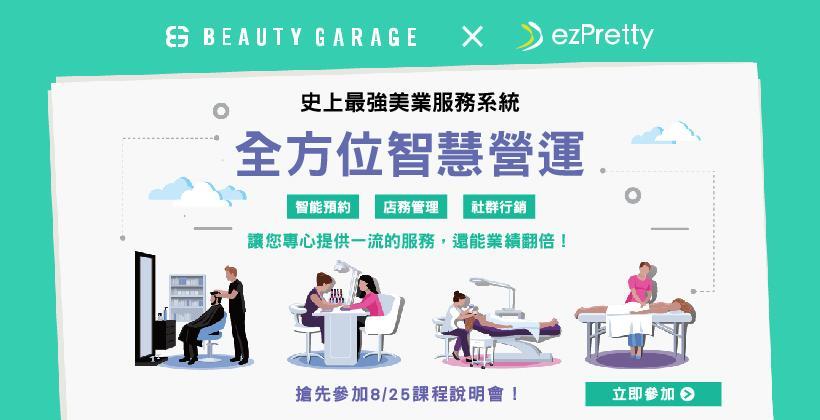 BEAUTY GARAGE × ezPretty
史上最強美業服務系統
全方位智慧營運
智能預約 店務管理 社群行銷
讓您專心提供一流的服務，還能業績翻倍！
搶先參加8/25課程說明會！
立即參加